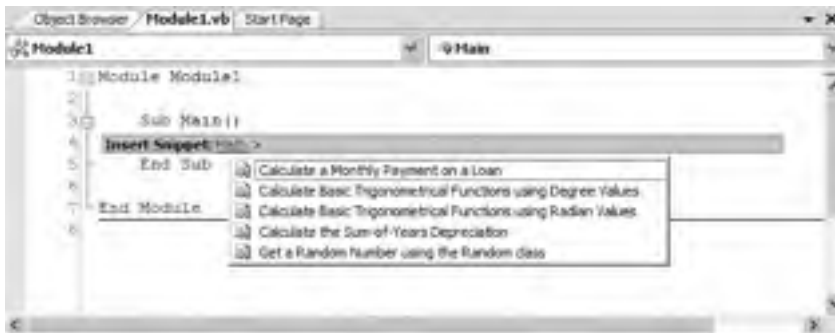 Object Browser Module1.vb Start Page
Module1 Main
1 Module Module1
2
3 Sub Main()
4 Insert Snippet: Math >
5 End Sub
Calculate a Monthly Payment on a Loan
6 Calculate Basic Trigonometrical Functions using Degree Values
7 End Module Calculate Basic Trigonometrical Functions using Radian Values
8 Calculate the Sum-of-Years Depreciation
Get a Random Number using the Random class